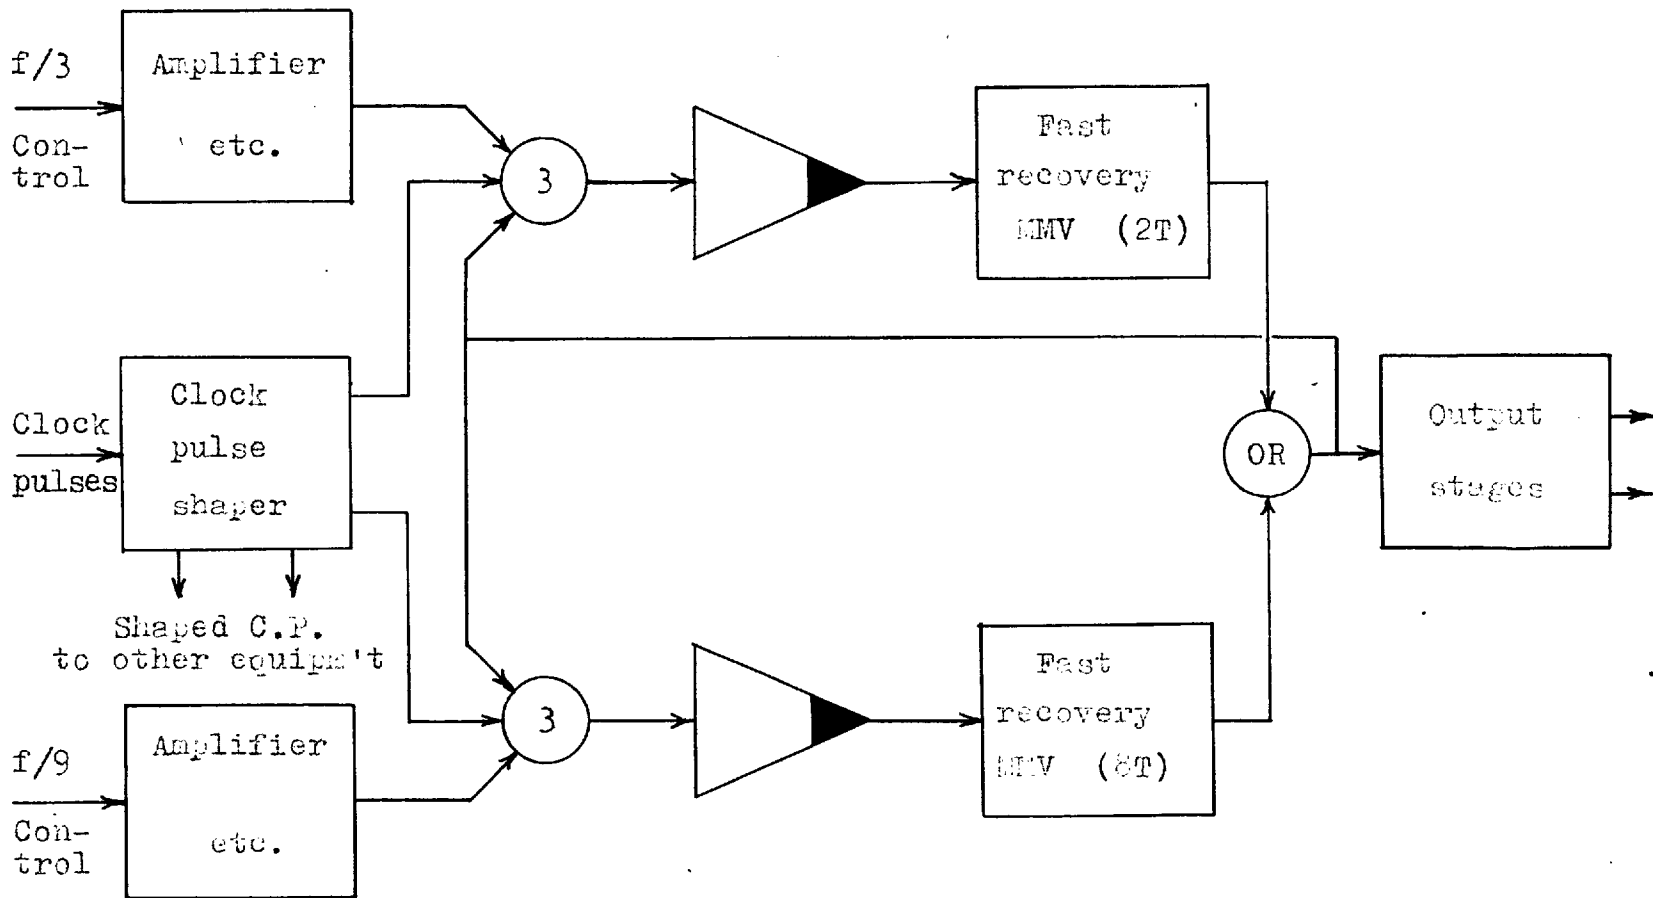 f/3
Con-
trol
Amplifier
etc.
3
Fast
recovery
MMV (2T)
Clock
pulses
Clock
pulse
shaper
Shaped C.P.
to other equipm't
OR
Output
stages
f/9
Con-
trol
Amplifier
etc.
3
Fast
recovery
MMV (8T)